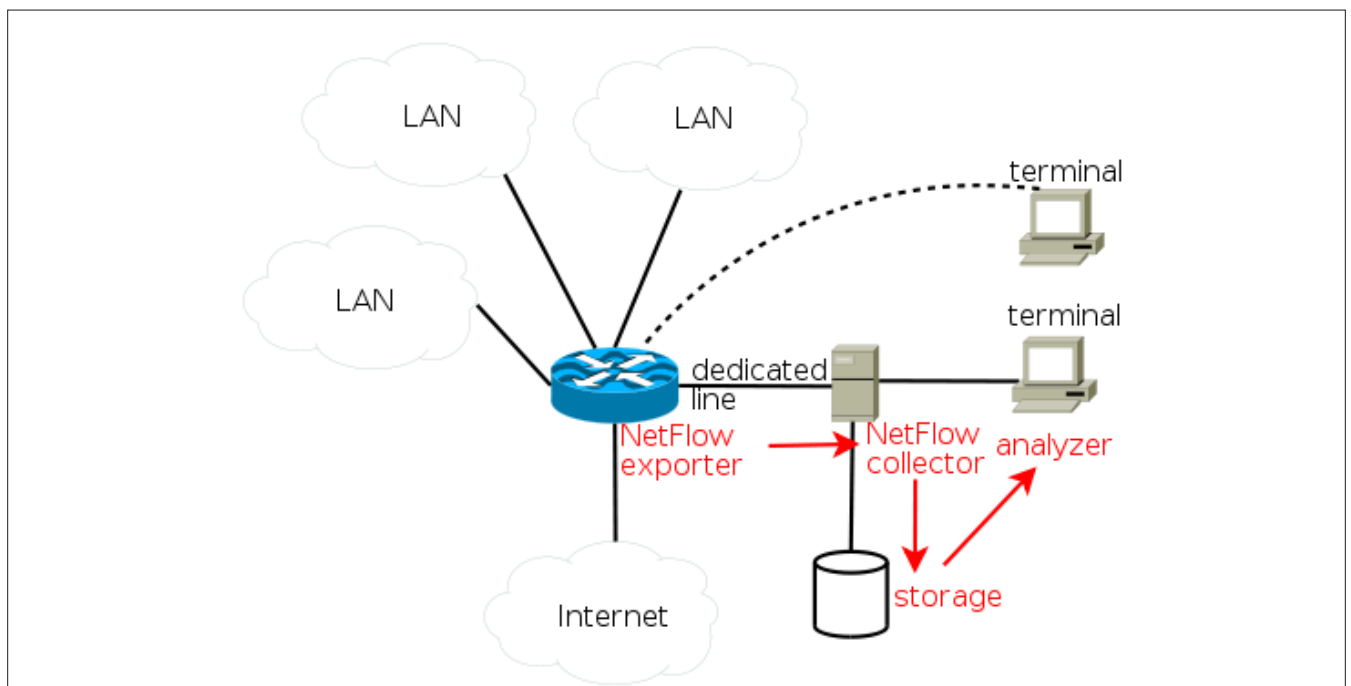 LAN
LAN
terminal
LAN
terminal
dedicated
line
NetFlow
exporter
NetFlow
collector
analyzer
storage
Internet